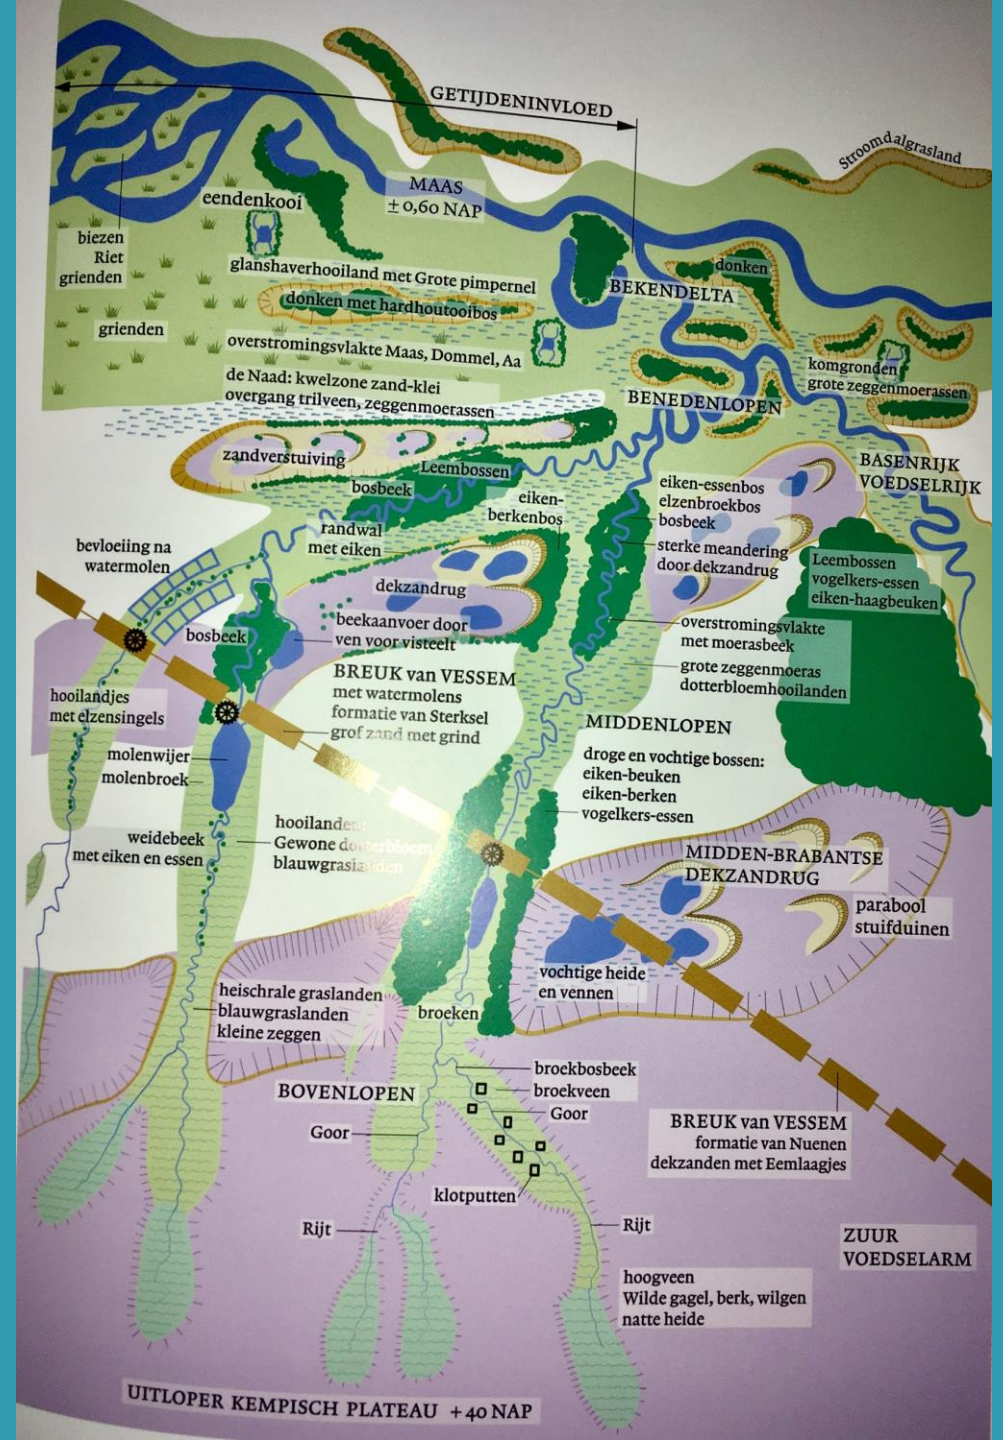 GETIJDENINVLOED
Stroomdalgrasland
MAAS
± 0,60 NAP
eendenkooi
biezen
Riet
grienden
glanshaverhooiland met Grote pimpernel
donken
BEKENDELTA
donken met hardhoutooibos
grienden
overstromingsvlakte Maas, Dommel, Aa
komgronden
grote zeggenmoerassen
de Naad: kwelzone zand-klei
overgang trilveen, zeggenmoerassen
BENEDENLOPEN
zandverstuiving
Leembossen
bosbeek
BASENRIJK
VOEDSELRIJK
eiken-
berkenbos
eiken-essenbos
elzenbroekbos
bosbeek
randwal
met eiken
sterke meandering
door dekzandrug
bevloeiing na
watermolen
Leembossen
vogelkers-essen
eiken-haagbeuken
dekzandrug
bosbeek
beekaanvoer door
ven voor visteelt
overstromingsvlakte
met moerasbeek
grote zeggenmoeras
dotterbloemhooilanden
BREUK van VESSEM
met watermolens
formatie van Sterksel
grof zand met grind
hooilandjes
met elzensingels
MIDDENLOPEN
molenwijer
molenbroek
droge en vochtige bossen:
eiken-beuken
eiken-berken
vogelkers-essen
weidebeek
met eiken en essen
hooilanden:
Gewone dotterbloem
blauwgraslanden
MIDDEN-BRABANTSE
DEKZANDRUG
parabool
stuifduinen
vochtige heide
en vennen
heischrale graslanden
blauwgraslanden
kleine zeggen
broeken
BOVENLOPEN
broekbosbeek
broekveen
Goor
Goor
BREUK van VESSEM
formatie van Nuenen
dekzanden met Eemlaagjes
klotputten
Rijt
Rijt
ZUUR
VOEDSELARM
hoogveen
Wilde gagel, berk, wilgen
natte heide
UITLOPER KEMPISCH PLATEAU +40 NAP